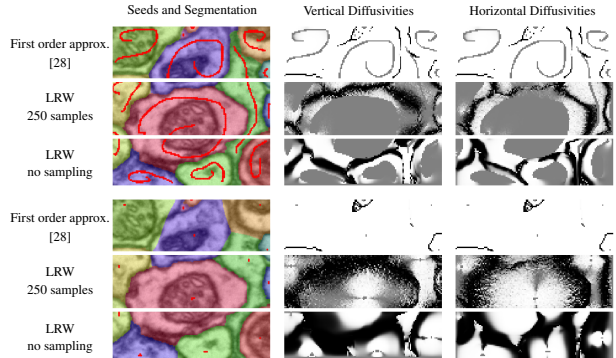 Seeds and Segmentation Vertical Diffusivities Horizontal Diffusivities
First order approx.
[28]
LRW
250 samples
LRW
no sampling
First order approx.
[28]
LRW
250 samples
LRW
no sampling